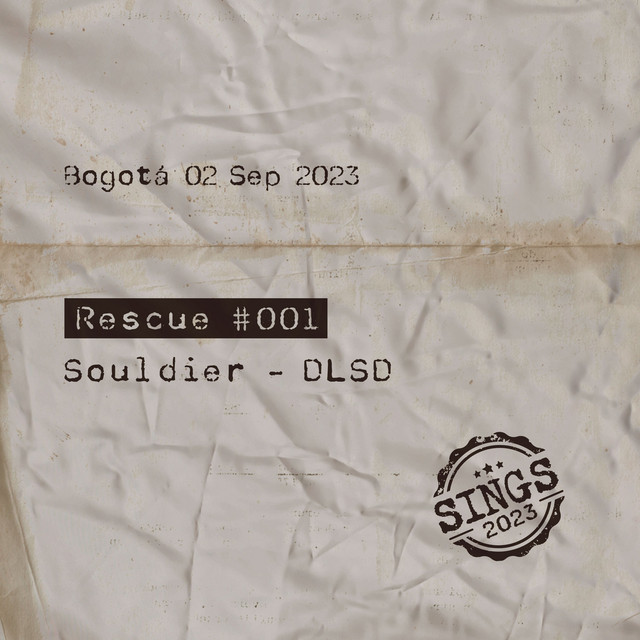 Bogotá 02 Sep 2023
Rescue #001
Souldier - DLSD
SINGS
2023